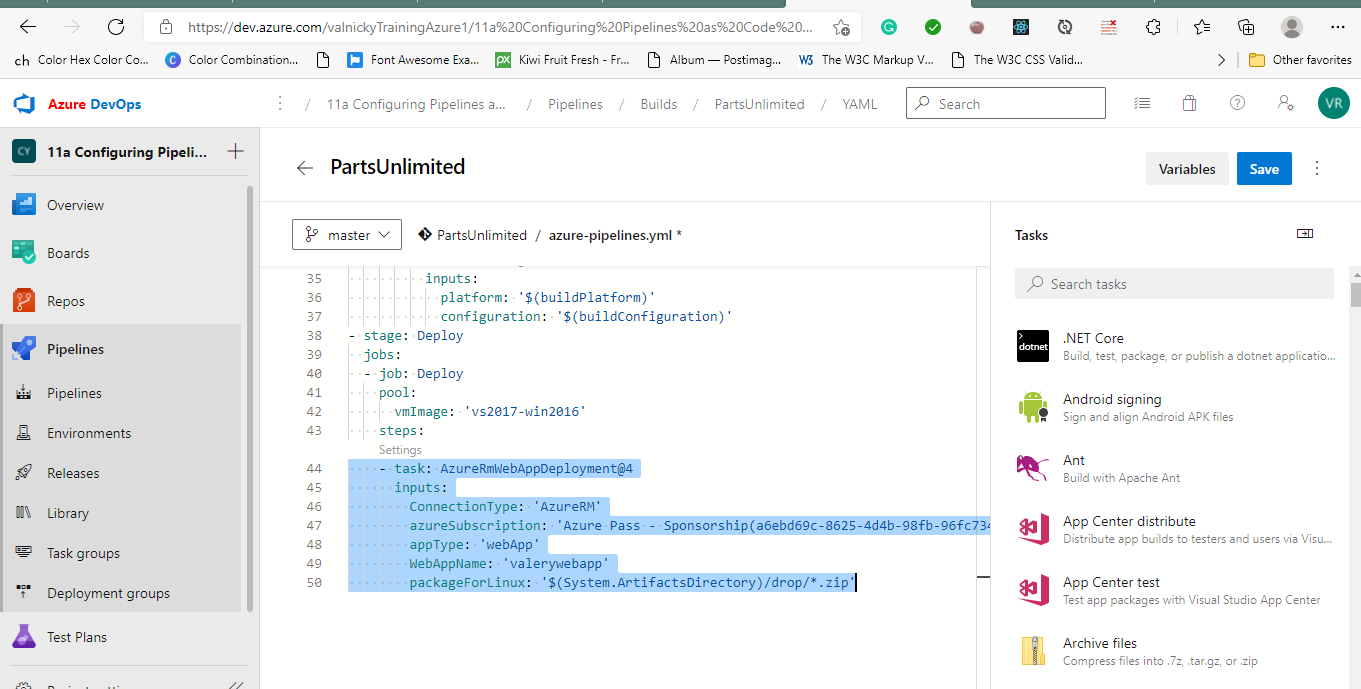 https://dev.azure.com/valnickyTrainingAzure1/11a%20Configuring%20Pipelines%20as%20Code%20...
ch Color Hex Color Co...
Color Combination...
Font Awesome Exa...
Kiwi Fruit Fresh - Fr...
Album — Postimag...
The W3C Markup V...
The W3C CSS Valid...
Other favorites
Azure DevOps
/ 11a Configuring Pipelines a... / Pipelines / Builds / PartsUnlimited / YAML
Search
VR
CY 11a Configuring Pipeli...
PartsUnlimited
Variables
Save
Overview
Boards
Repos
Pipelines
Pipelines
Environments
Releases
Library
Task groups
Deployment groups
Test Plans
master
PartsUnlimited / azure-pipelines.yml *
35 inputs:
36 platform: '$(buildPlatform)'
37 configuration: '$(buildConfiguration)'
38 - stage: Deploy
39 jobs:
40 - job: Deploy
41 pool:
42 vmImage: 'vs2017-win2016'
43 steps:
Settings
44 - task: AzureRmWebAppDeployment@4
45 inputs:
46 ConnectionType: 'AzureRM'
47 azureSubscription: 'Azure Pass - Sponsorship(a6ebd69c-8625-4d4b-98fb-96fc734
48 appType: 'webApp'
49 WebAppName: 'valerywebapp'
50 packageForLinux: '$(System.ArtifactsDirectory)/drop/*.zip'
Tasks
Search tasks
dotnet
.NET Core
Build, test, package, or publish a dotnet applicatio...
Android signing
Sign and align Android APK files
Ant
Build with Apache Ant
App Center distribute
Distribute app builds to testers and users via Visu...
App Center test
Test app packages with Visual Studio App Center
Archive files
Compress files into .7z, .tar.gz, or .zip